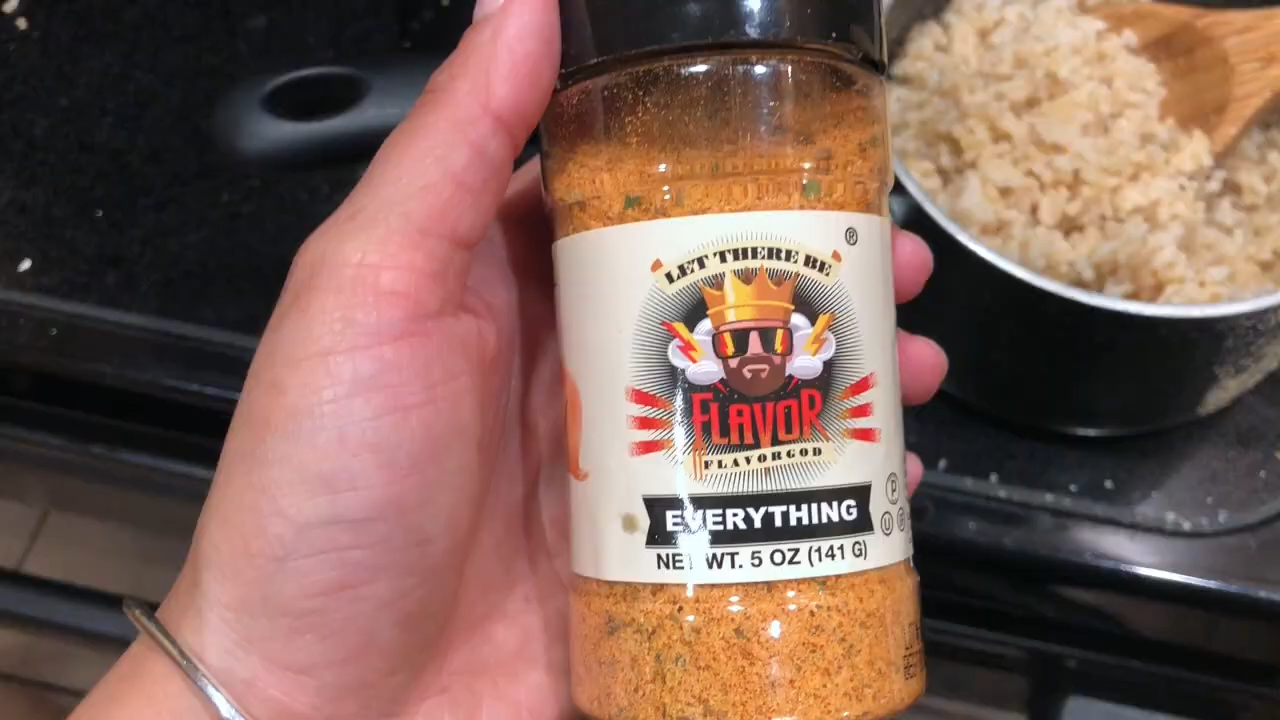 ®
LET THERE BE
FLAVOR
FLAVORGOD
EVERYTHING
P
U
NET WT. 5 OZ (141 G)